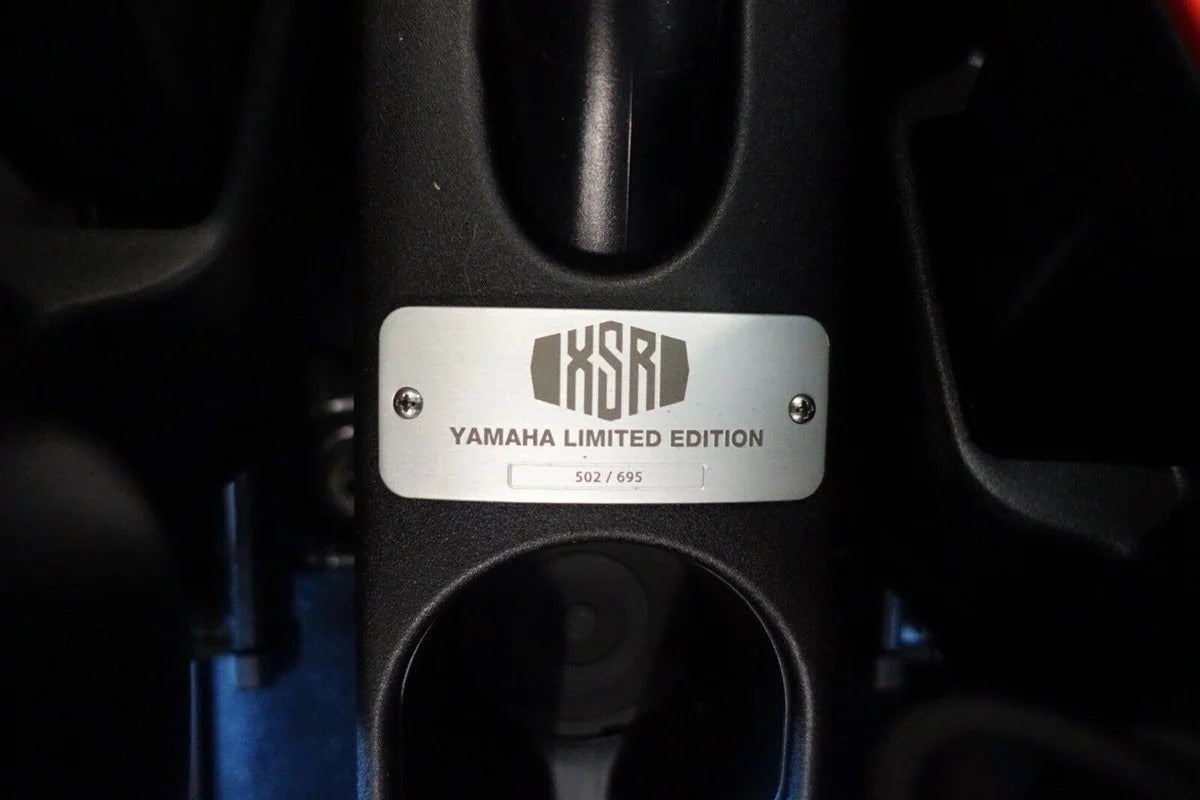 XSR
YAMAHA LIMITED EDITION
502 / 695